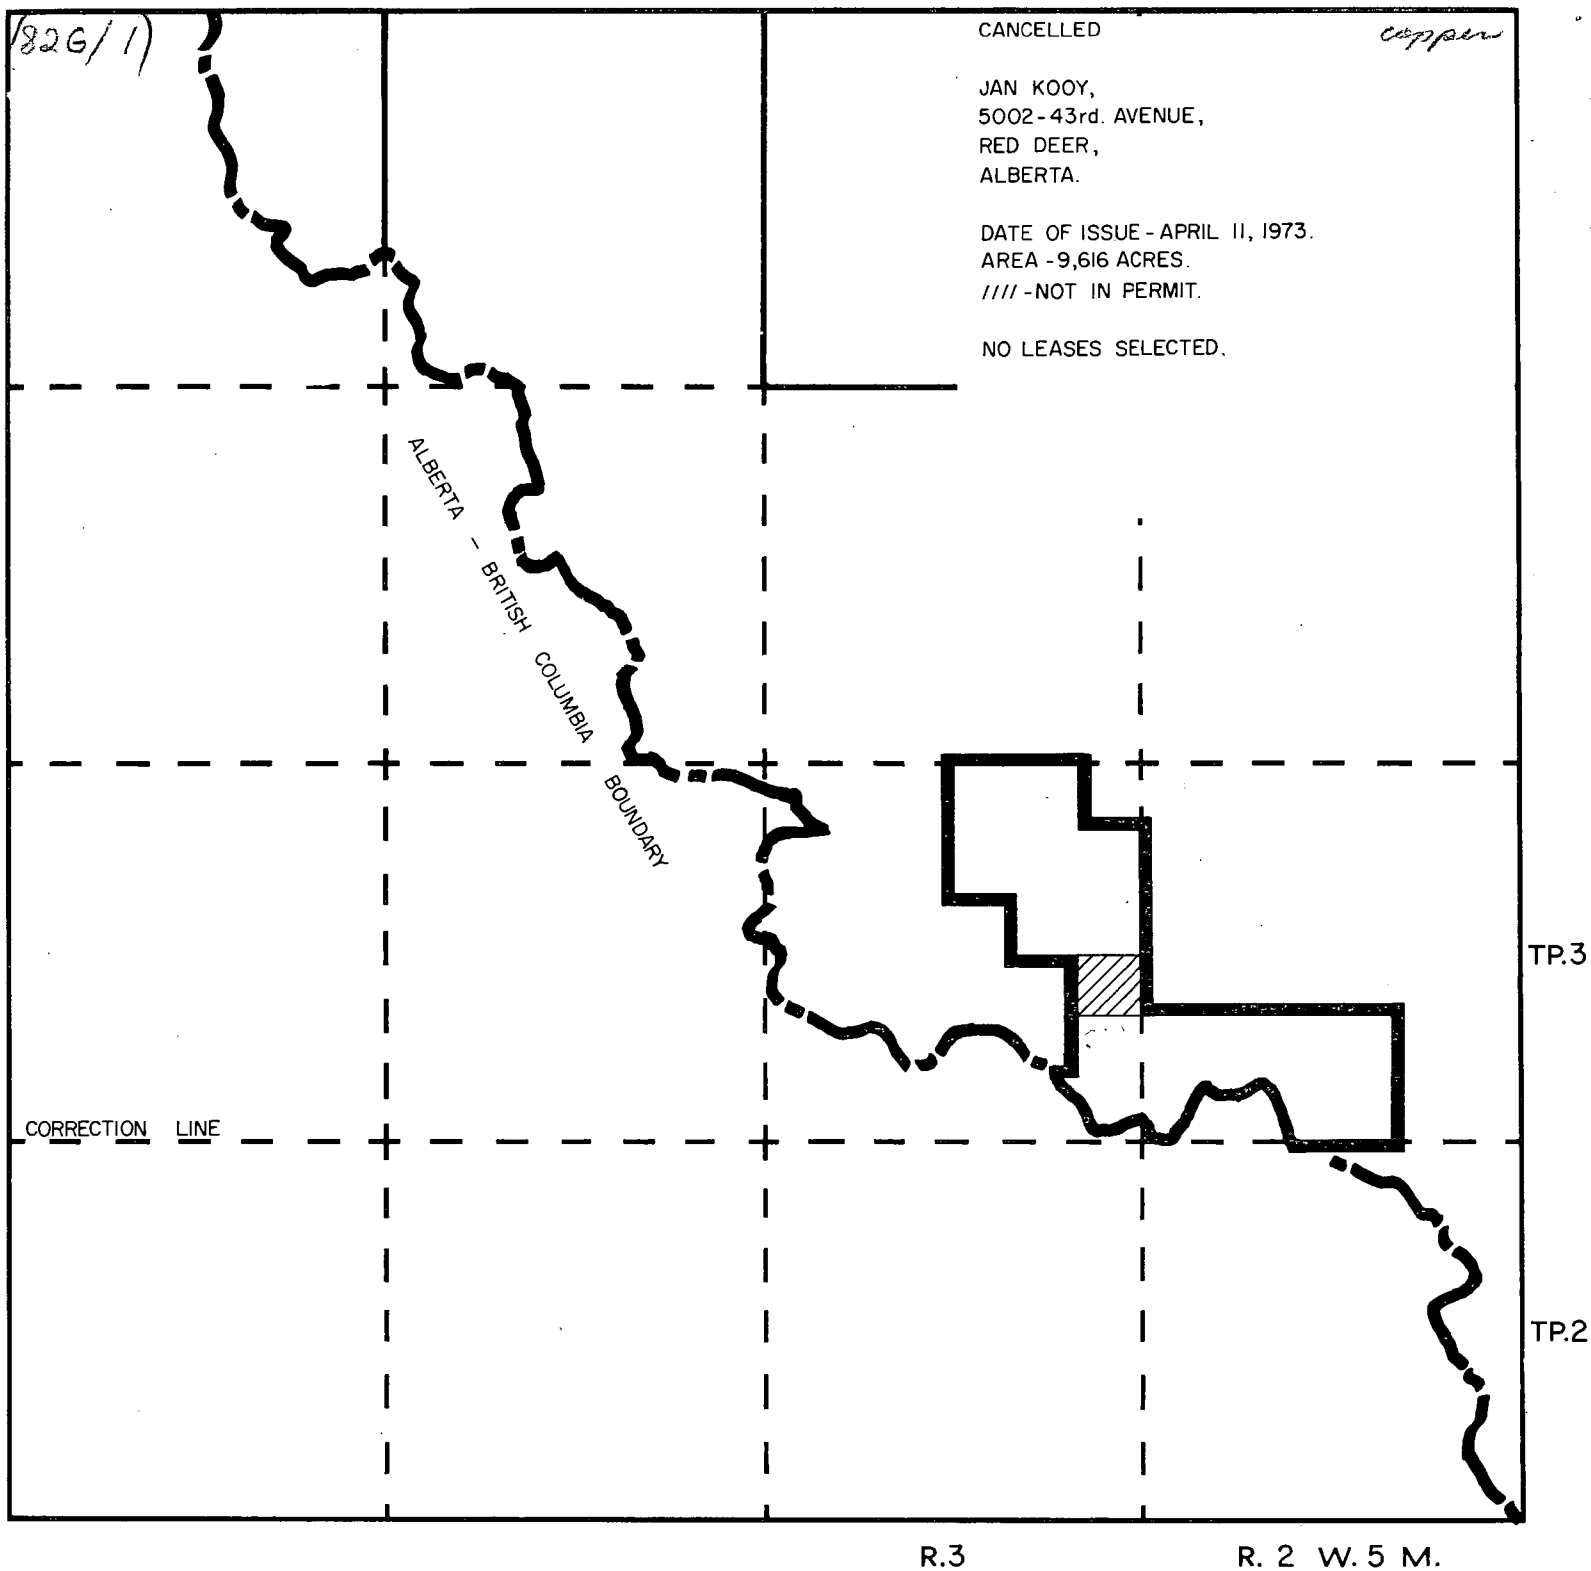 (82G/1)
CANCELLED
copper
JAN KOOY,
5002-43rd. AVENUE,
RED DEER,
ALBERTA.
DATE OF ISSUE - APRIL 11, 1973.
AREA - 9,616 ACRES.
//// - NOT IN PERMIT.
NO LEASES SELECTED.
ALBERTA - BRITISH COLUMBIA BOUNDARY
TP.3
CORRECTION LINE
TP.2
R.3
R. 2 W. 5 M.